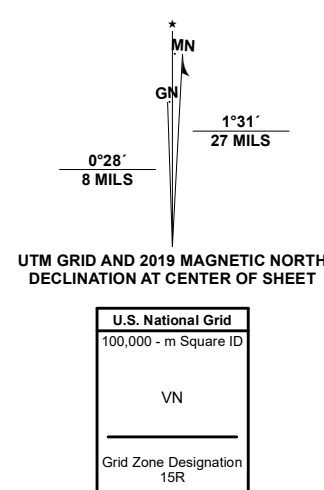 ★
MN
GN
1°31´
27 MILS
0°28´
8 MILS
UTM GRID AND 2019 MAGNETIC NORTH
DECLINATION AT CENTER OF SHEET
U.S. National Grid
100,000 - m Square ID
VN
Grid Zone Designation
15R